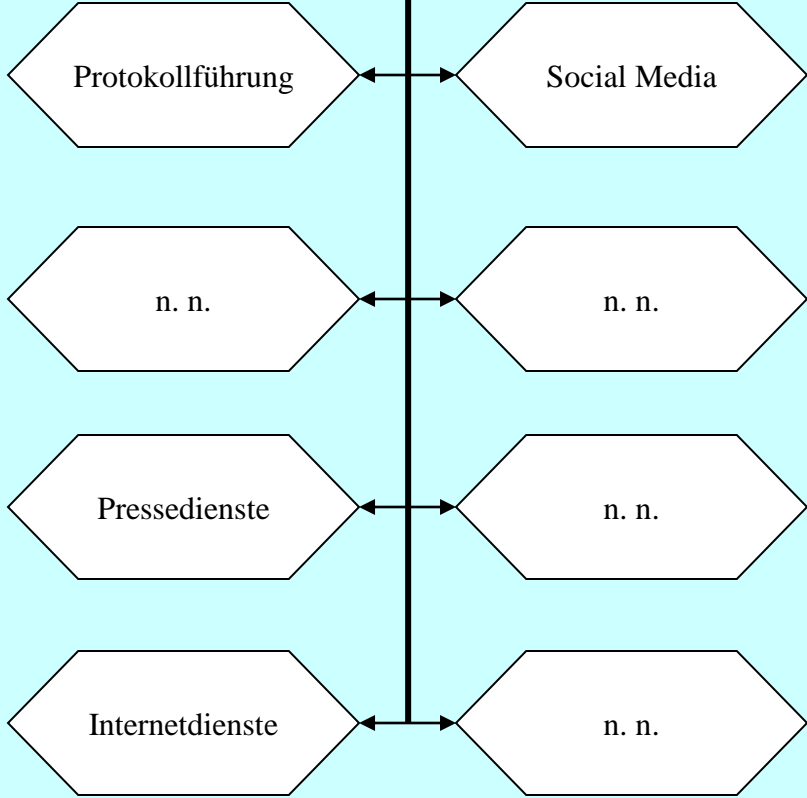 Protokollführung
Social Media
n. n.
n. n.
Pressedienste
n. n.
Internetdienste
n. n.